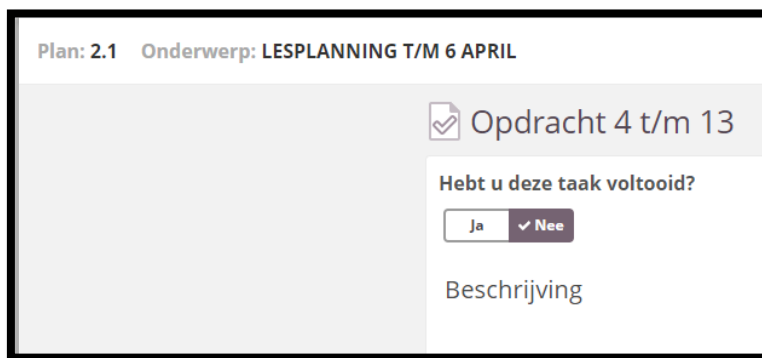 Plan: 2.1 Onderwerp: LESPLANNING T/M 6 APRIL
Opdracht 4 t/m 13
Hebt u deze taak voltooid?
Ja Nee
Beschrijving